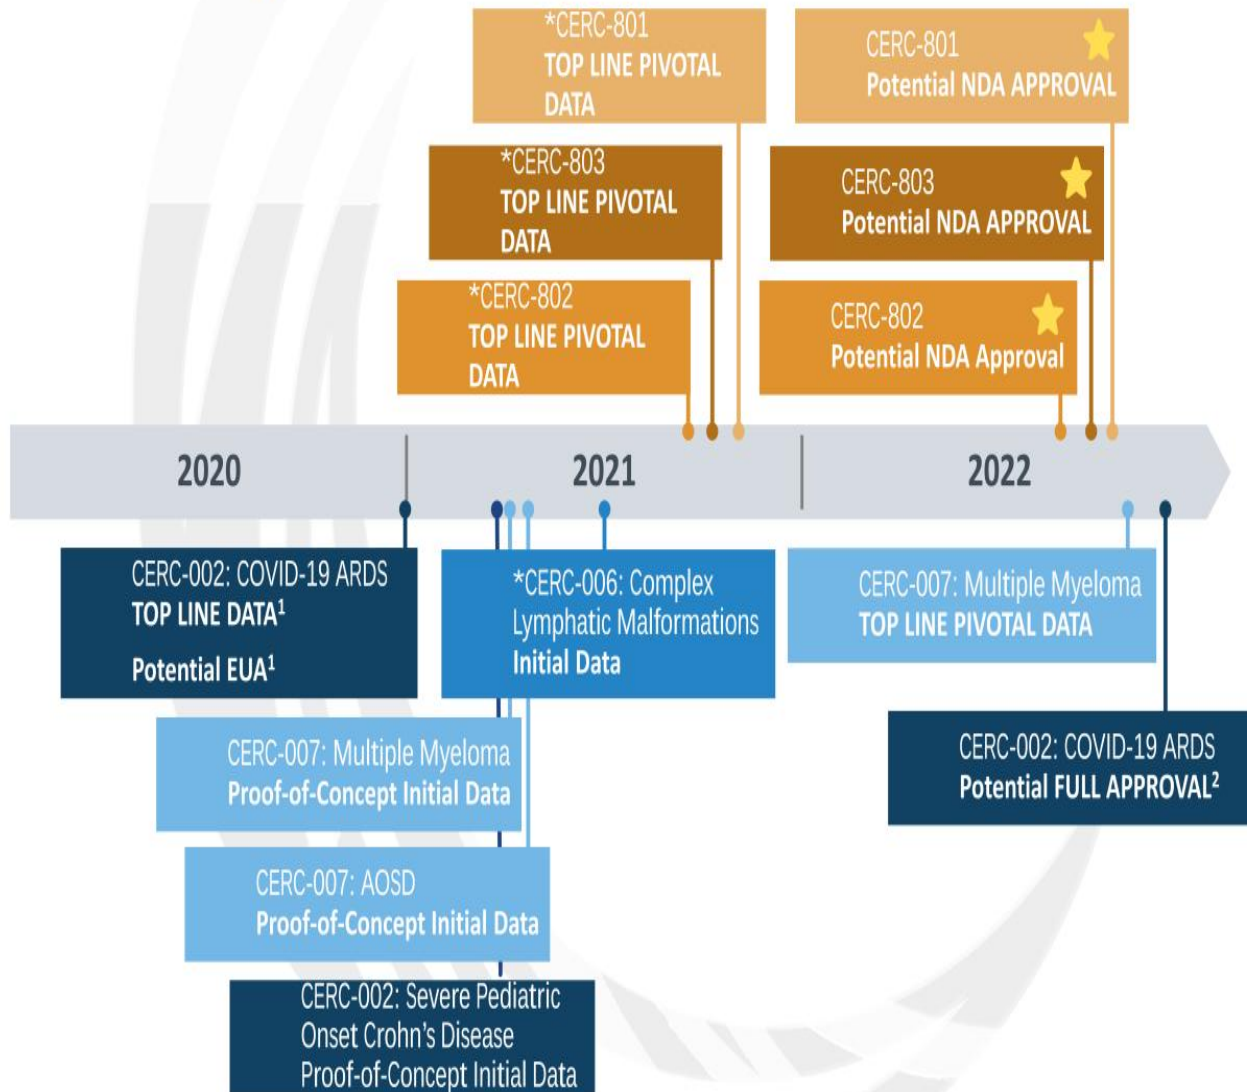 *CERC-801
TOP LINE PIVOTAL
DATA
CERC-801
Potential NDA APPROVAL
*CERC-803
TOP LINE PIVOTAL
DATA
CERC-803
Potential NDA APPROVAL
*CERC-802
TOP LINE PIVOTAL
DATA
CERC-802
Potential NDA Approval
2020
2021
2022
CERC-002: COVID-19 ARDS
TOP LINE DATA¹
Potential EUA¹
*CERC-006: Complex
Lymphatic Malformations
Initial Data
CERC-007: Multiple Myeloma
TOP LINE PIVOTAL DATA
CERC-007: Multiple Myeloma
Proof-of-Concept Initial Data
CERC-002: COVID-19 ARDS
Potential FULL APPROVAL²
CERC-007: AOSD
Proof-of-Concept Initial Data
CERC-002: Severe Pediatric
Onset Crohn’s Disease
Proof-of-Concept Initial Data